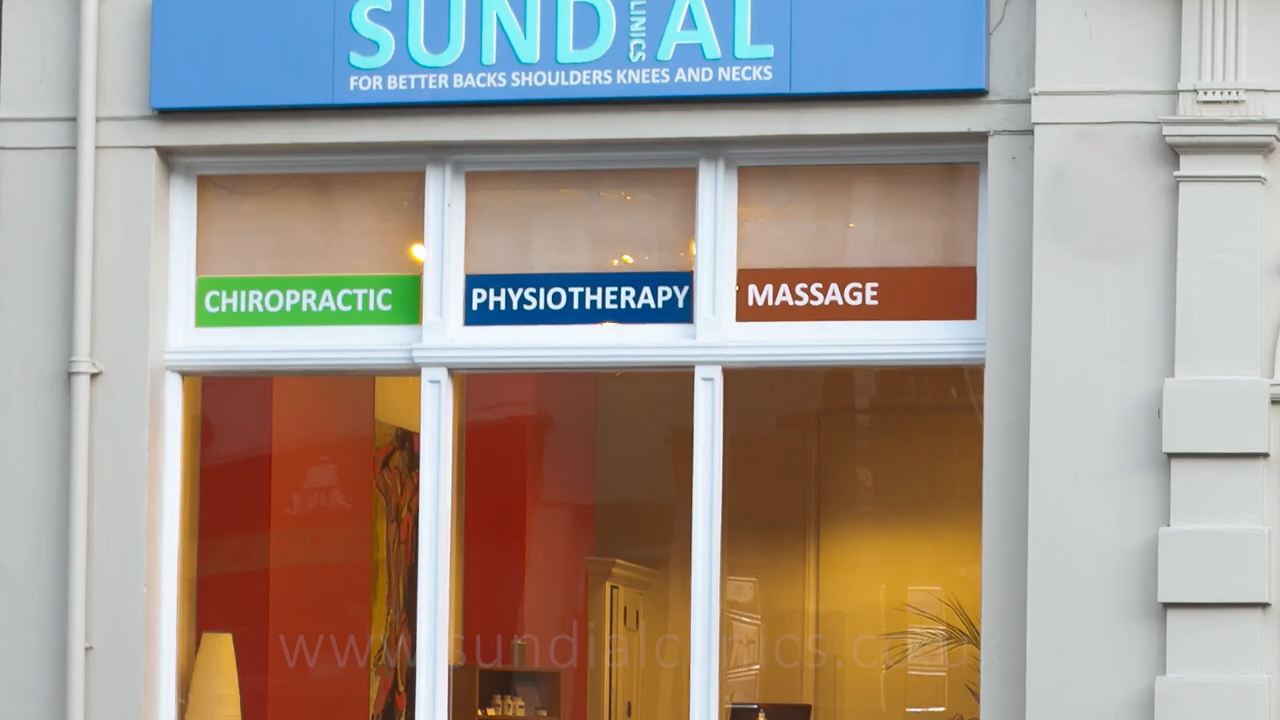 SUNDIAL
CLINICS
FOR BETTER BACKS SHOULDERS KNEES AND NECKS
CHIROPRACTIC
PHYSIOTHERAPY
MASSAGE
www.sundialclinics.co.uk